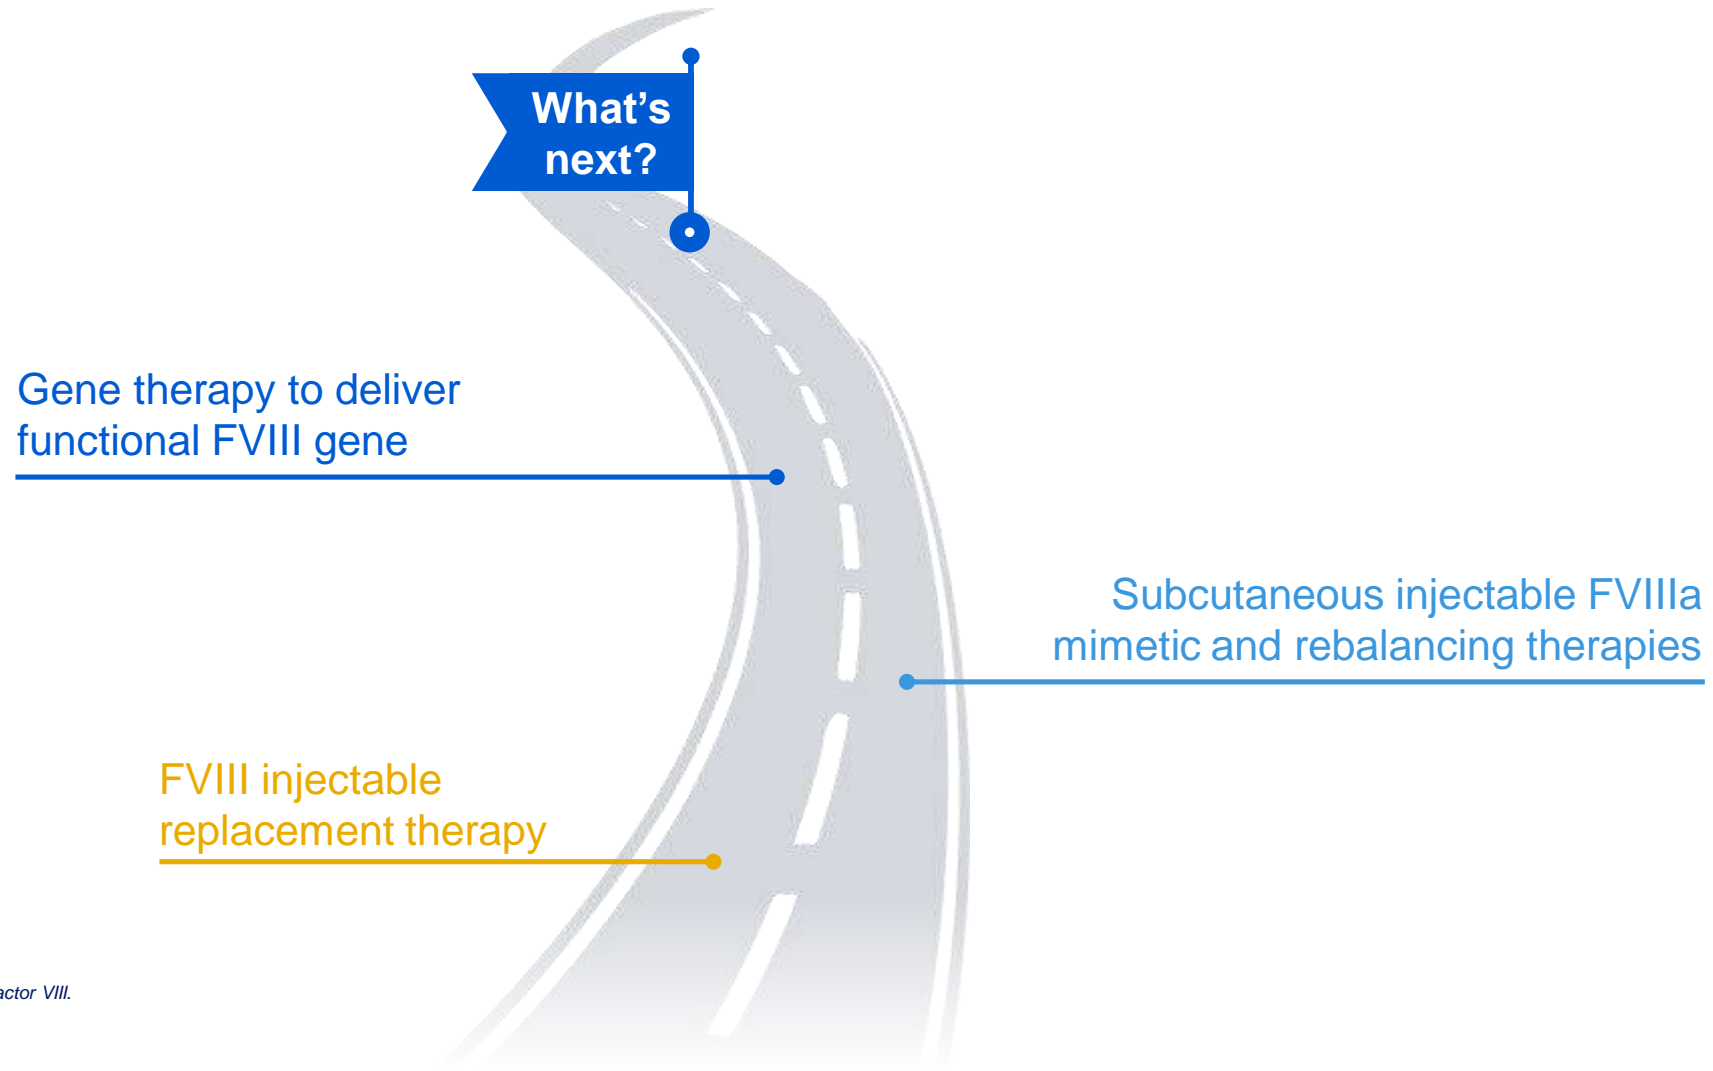 What’s
next?
Gene therapy to deliver
functional FVIII gene
Subcutaneous injectable FVIIIa
mimetic and rebalancing therapies
FVIII injectable
replacement therapy
actor VIII.